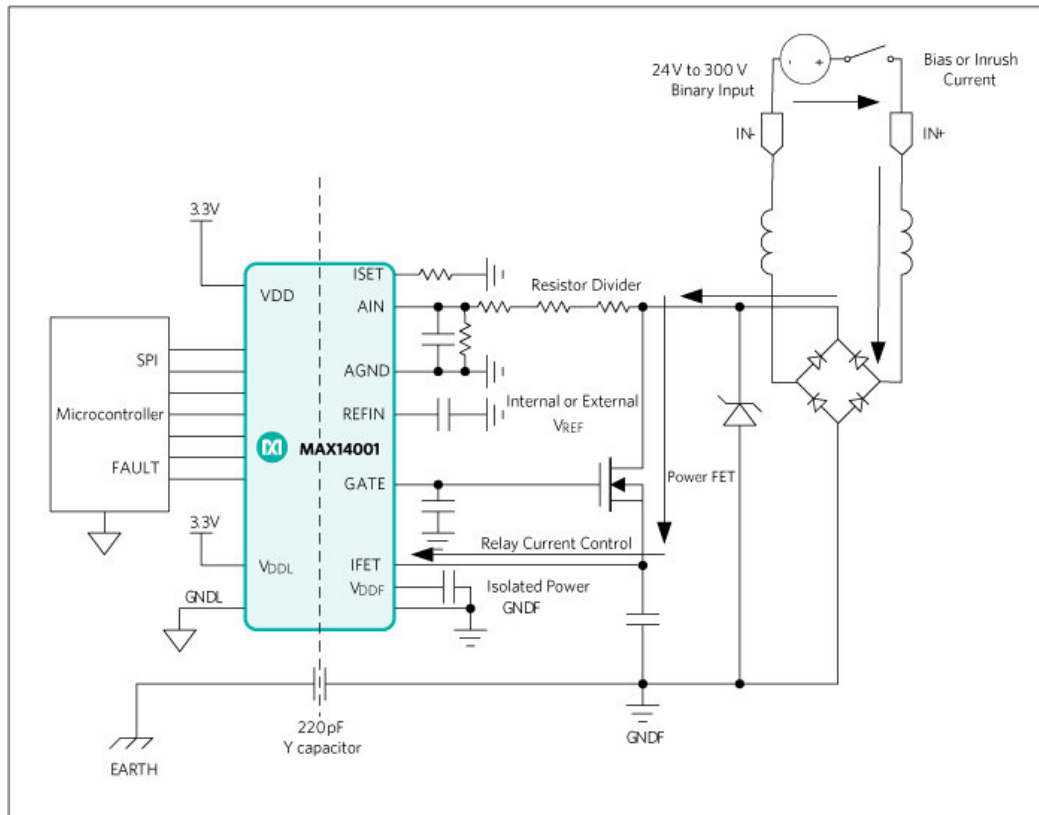 24V to 300 V
Binary Input
-
+
Bias or Inrush
Current
IN-
IN+
3.3V
ISET
VDD
AIN
Resistor Divider
SPI
AGND
Microcontroller
REFIN
Internal or External
VREF
MAX14001
FAULT
GATE
Power FET
3.3V
Relay Current Control
VDDL
IFET
VDDF
Isolated Power
GNDF
GNDL
220pF
Y capacitor
GNDF
EARTH